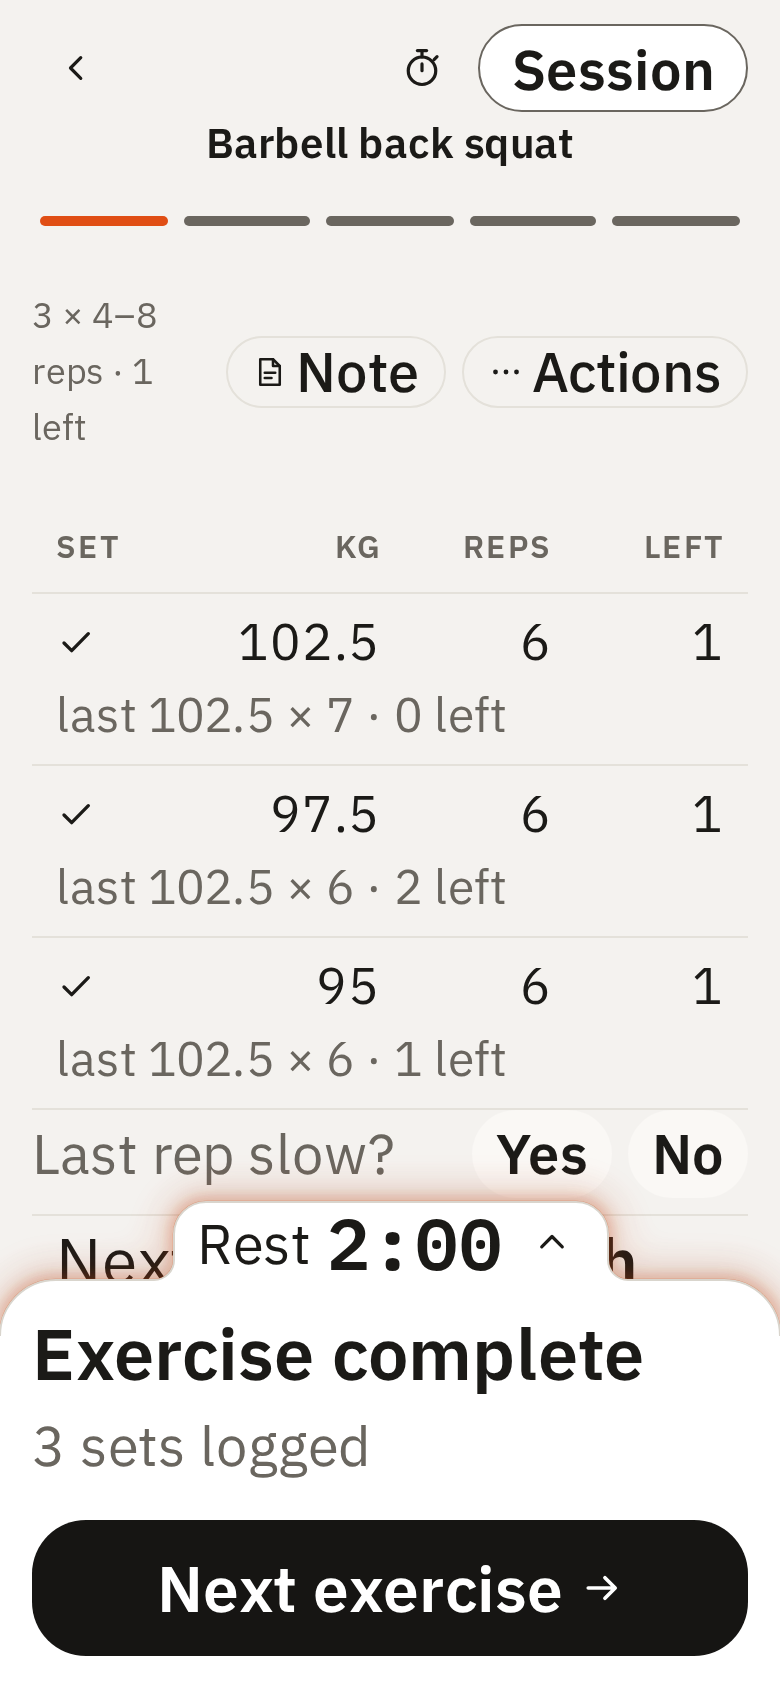 Session
Barbell back squat
3 × 4–8
reps · 1
left
Note
Actions
SET KG REPS LEFT
102.5 6 1
last 102.5 × 7 · 0 left
97.5 6 1
last 102.5 × 6 · 2 left
95 6 1
last 102.5 × 6 · 1 left
Last rep slow? Yes No
Rest 2:00
Exercise complete
3 sets logged
Next exercise →